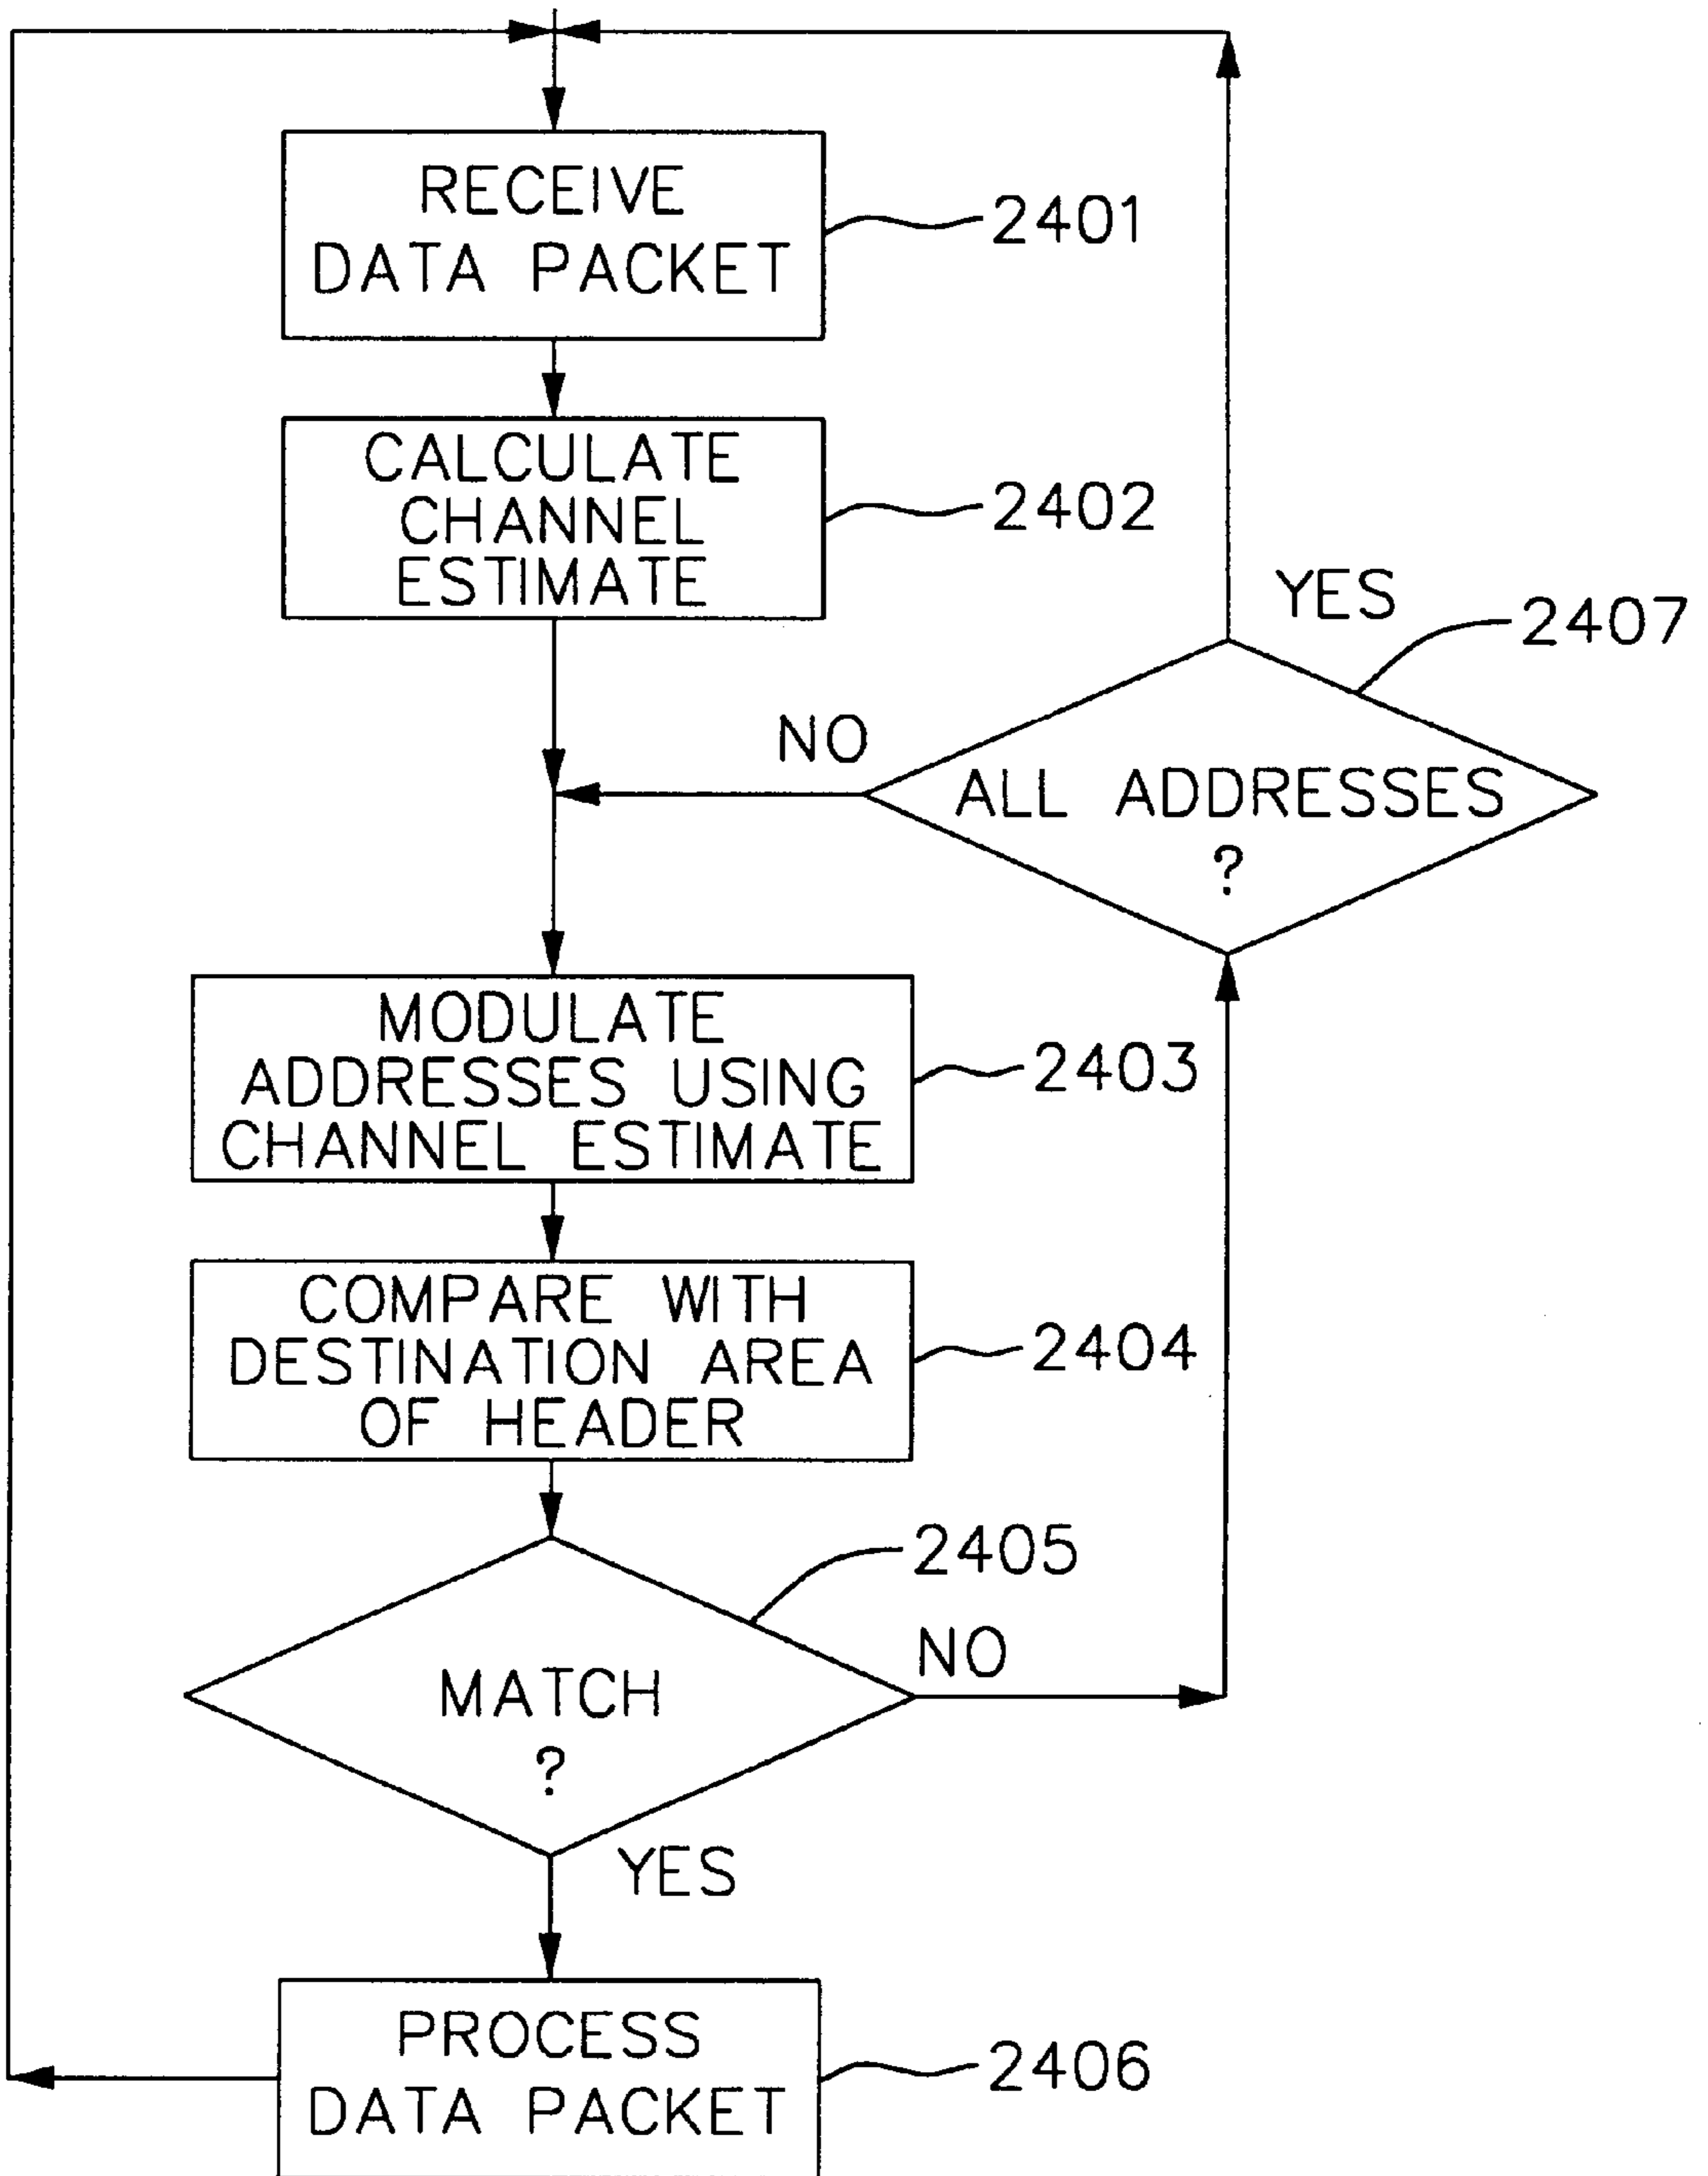 RECEIVE
DATA PACKET
2401
CALCULATE
CHANNEL
ESTIMATE
2402
YES
2407
NO
ALL ADDRESSES
?
MODULATE
ADDRESSES USING
CHANNEL ESTIMATE
2403
COMPARE WITH
DESTINATION AREA
OF HEADER
2404
2405
NO
MATCH
?
YES
PROCESS
DATA PACKET
2406